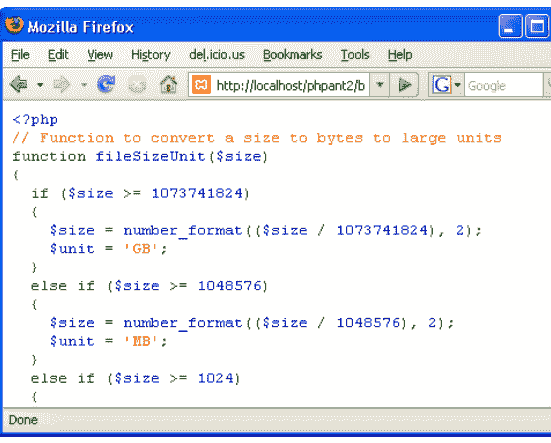 Mozilla Firefox
File Edit View History del.icio.us Bookmarks Tools Help
http://localhost/phpant2/b G Google
<?php
// Function to convert a size to bytes to large units
function fileSizeUnit($size)
{
if ($size >= 1073741824)
{
$size = number_format(($size / 1073741824), 2);
$unit = 'GB';
}
else if ($size >= 1048576)
{
$size = number_format(($size / 1048576), 2);
$unit = 'MB';
}
else if ($size >= 1024)
{
Done